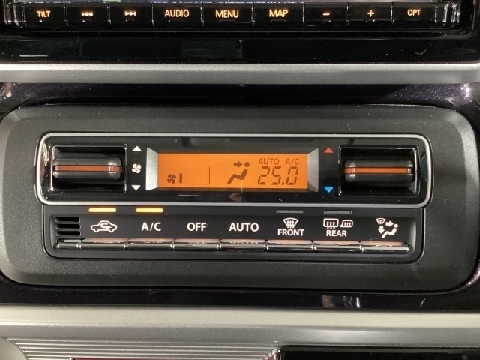 TILT AUDIO MENU MAP - + OPT
AUTO A/C
25.0
A/C OFF AUTO FRONT REAR